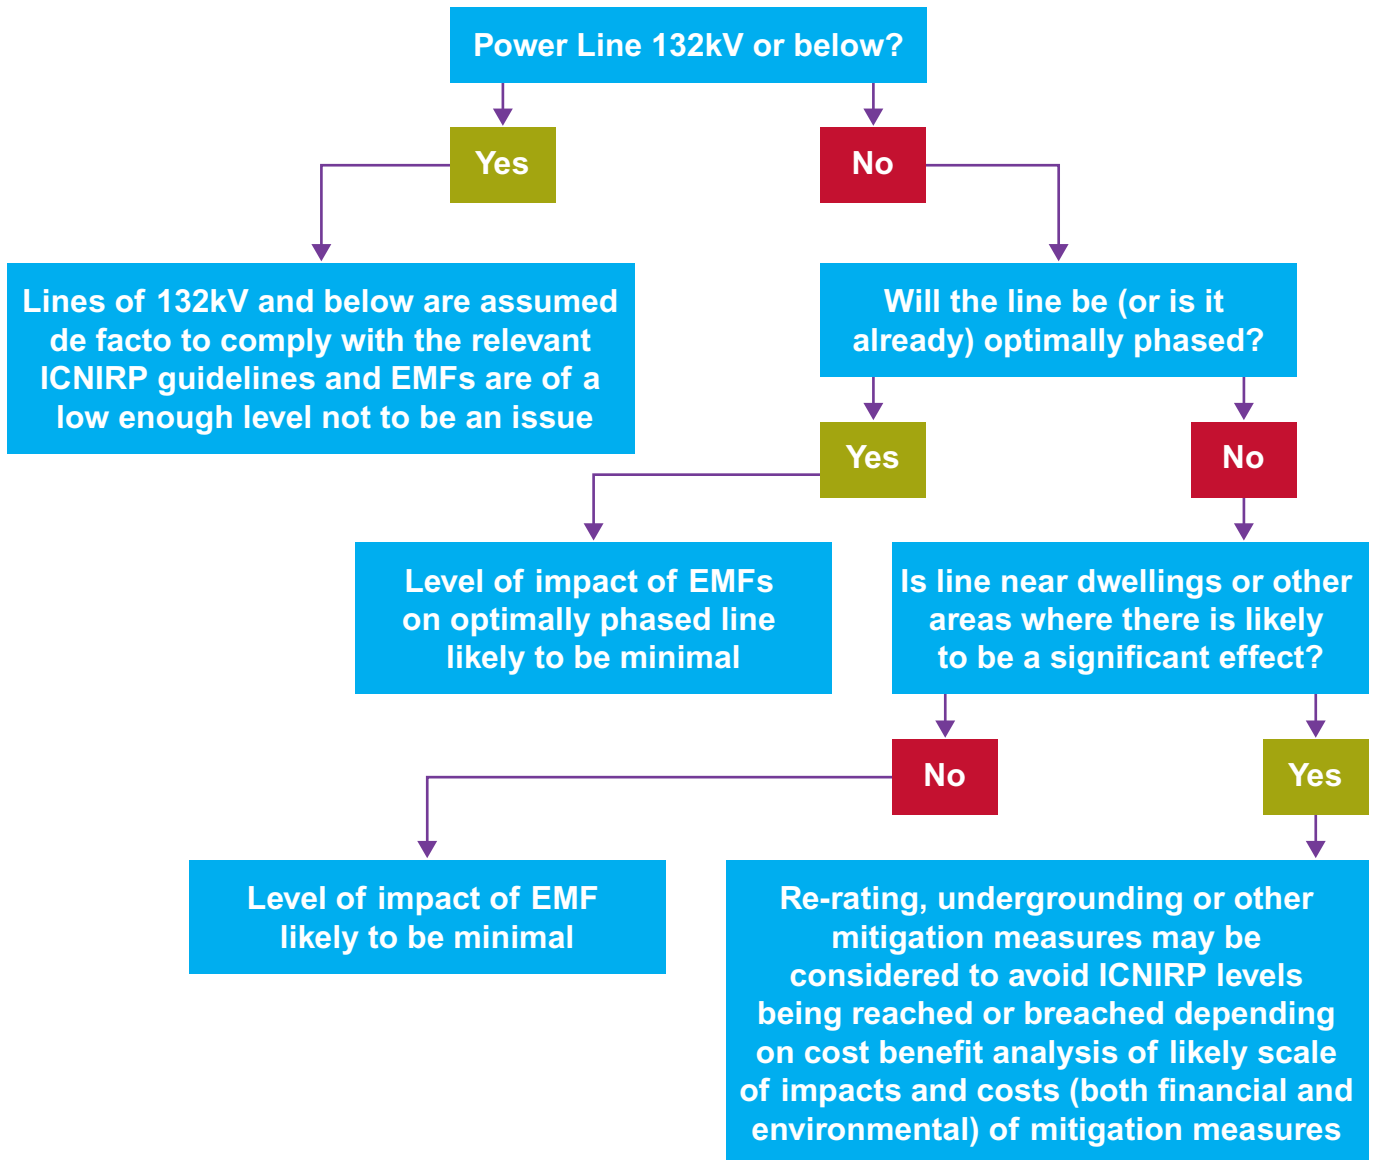 Power Line 132kV or below?
Yes
No
Lines of 132kV and below are assumed
de facto to comply with the relevant
ICNIRP guidelines and EMFs are of a
low enough level not to be an issue
Will the line be (or is it
already) optimally phased?
Yes
No
Level of impact of EMFs
on optimally phased line
likely to be minimal
Is line near dwellings or other
areas where there is likely
to be a significant effect?
No
Yes
Level of impact of EMF
likely to be minimal
Re-rating, undergrounding or other
mitigation measures may be
considered to avoid ICNIRP levels
being reached or breached depending
on cost benefit analysis of likely scale
of impacts and costs (both financial and
environmental) of mitigation measures